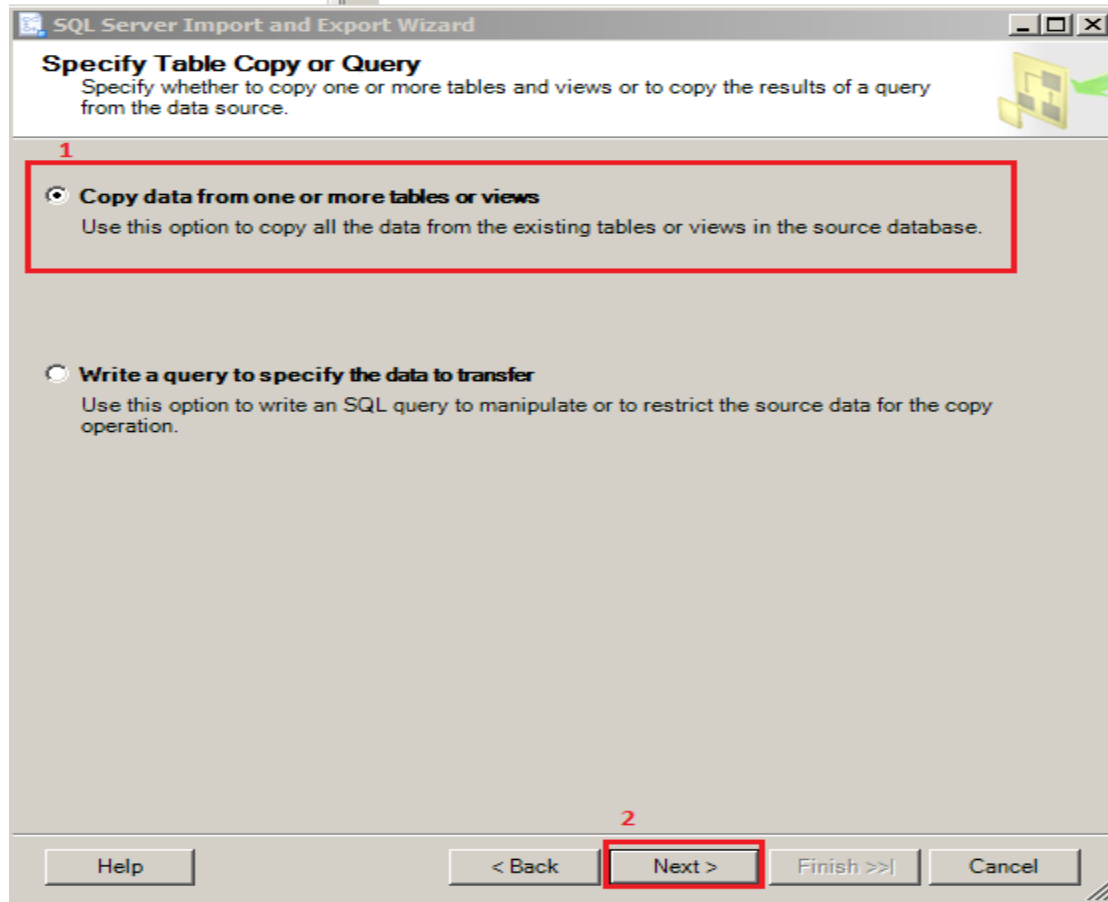 SQL Server Import and Export Wizard
Specify Table Copy or Query
Specify whether to copy one or more tables and views or to copy the results of a query
from the data source.
1
Copy data from one or more tables or views
Use this option to copy all the data from the existing tables or views in the source database.
Write a query to specify the data to transfer
Use this option to write an SQL query to manipulate or to restrict the source data for the copy
operation.
2
Help
< Back
Next >
Finish >>|
Cancel